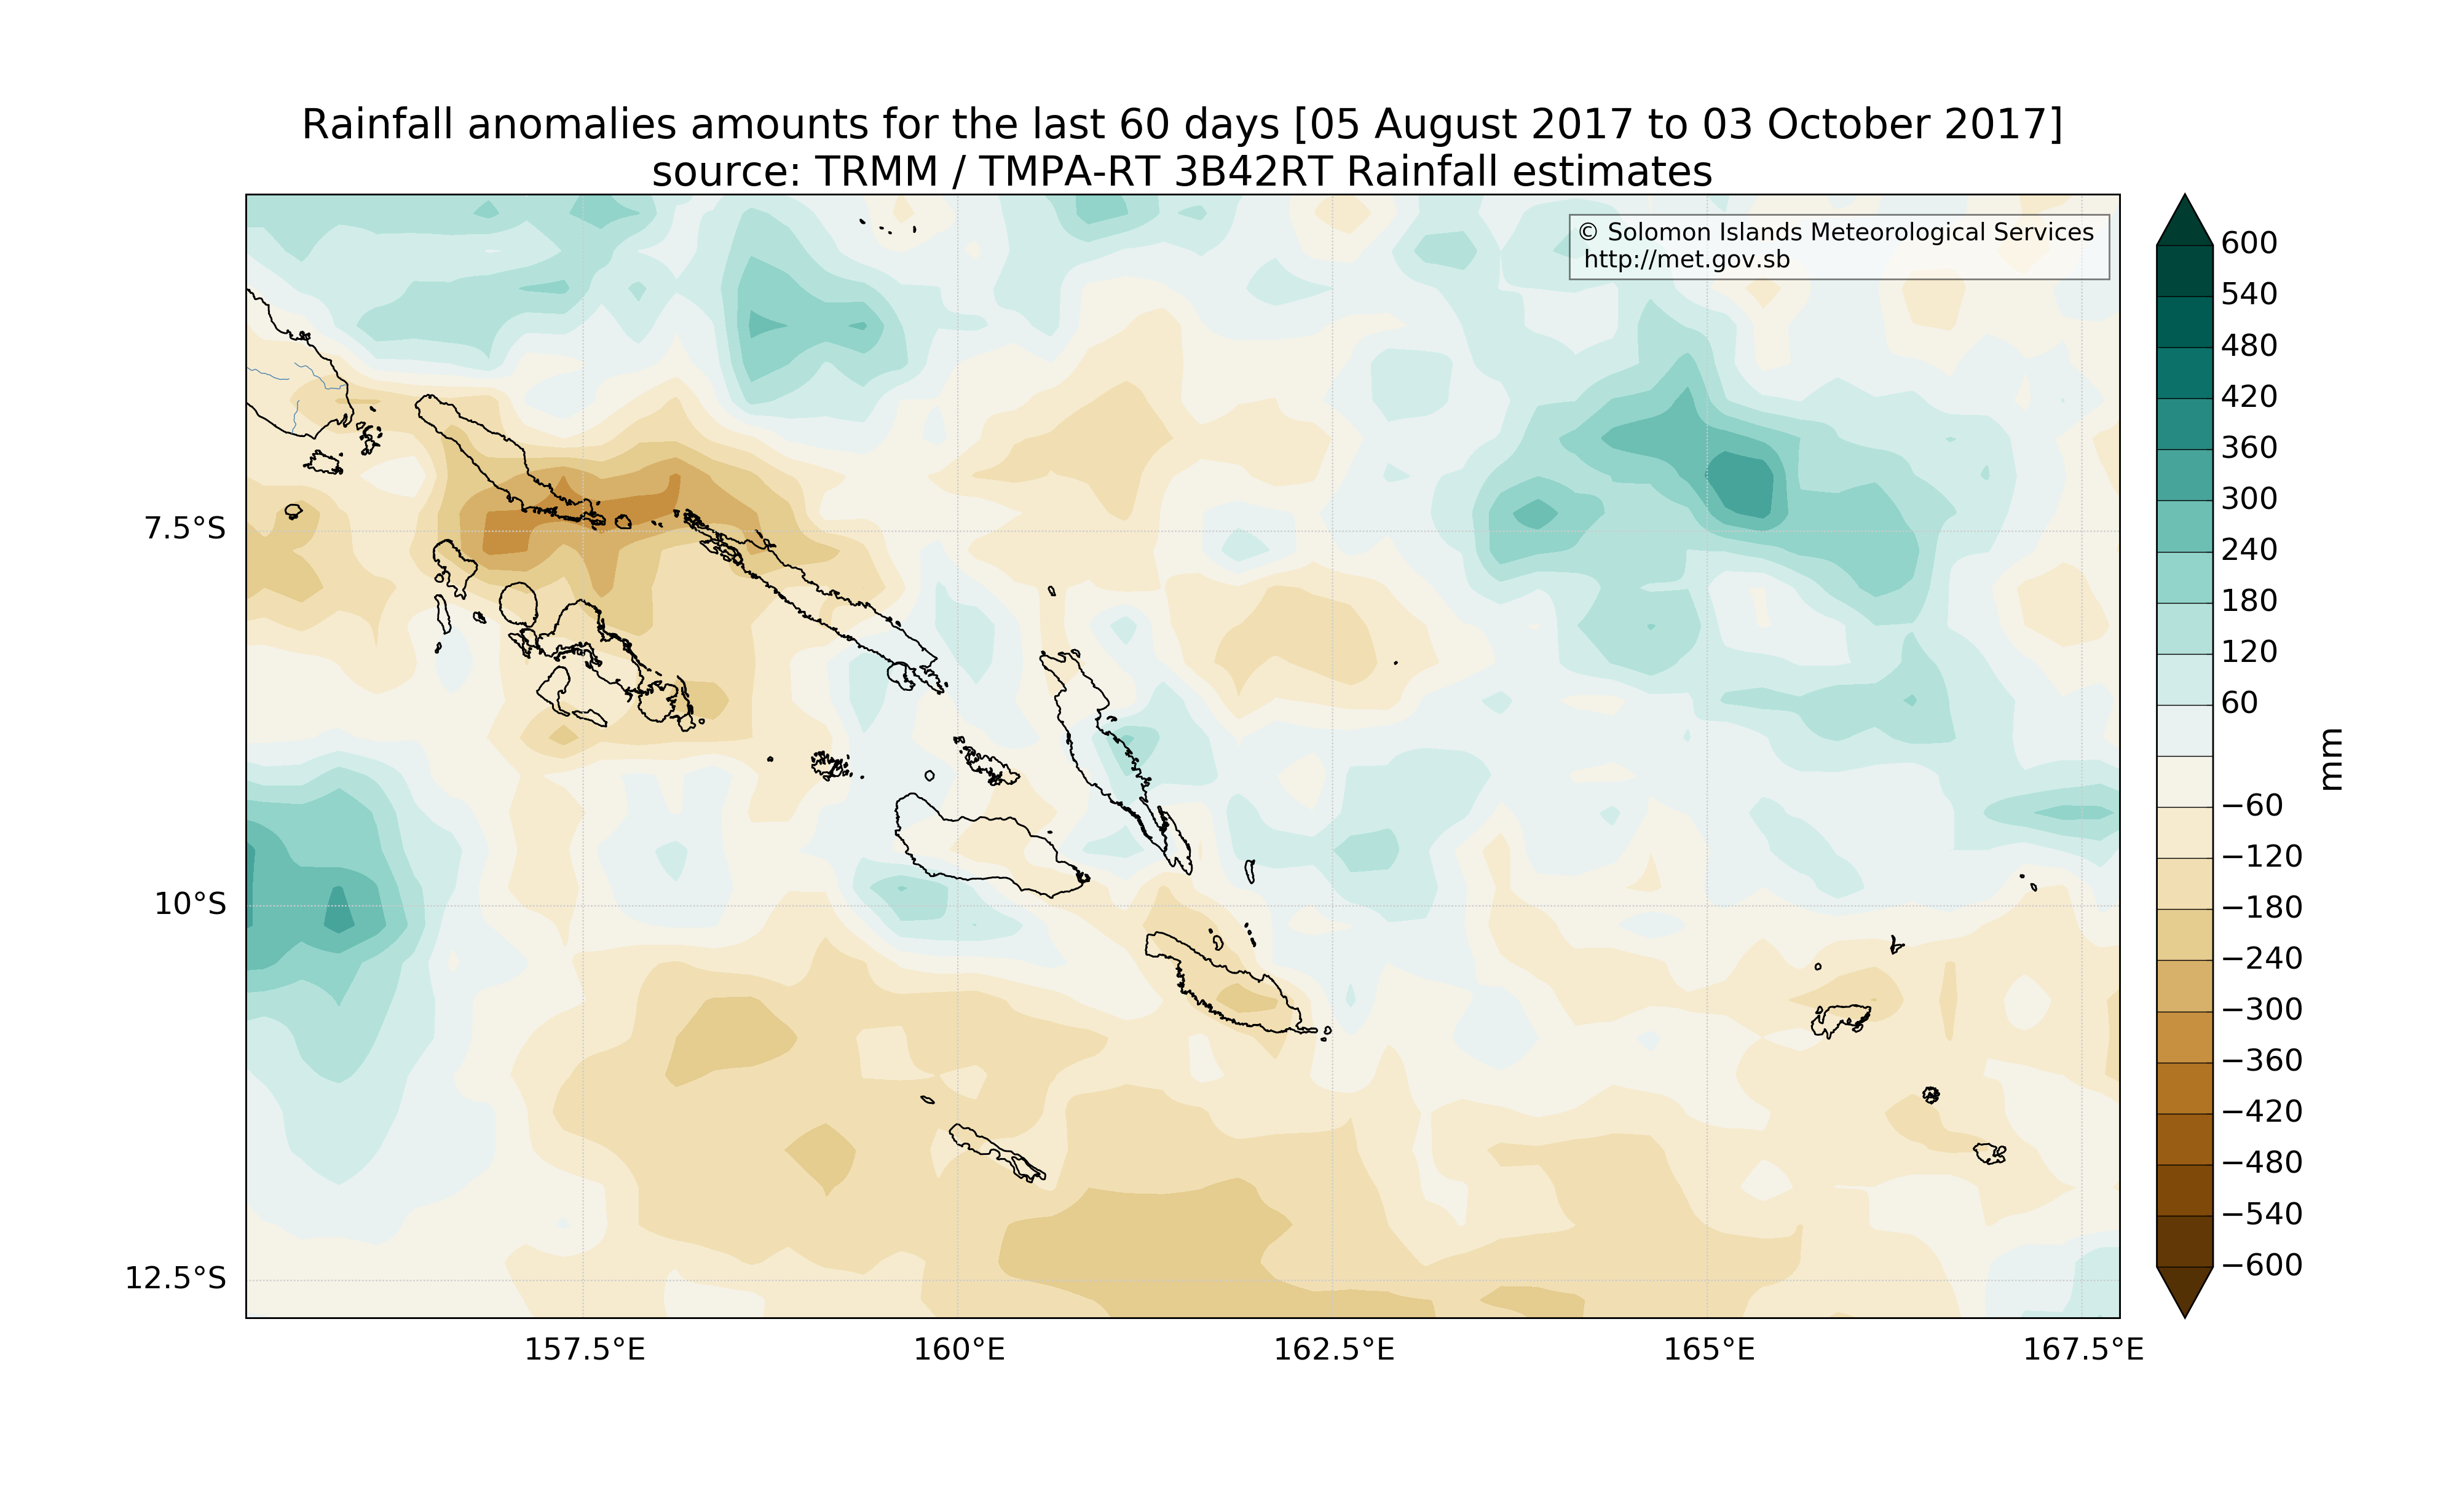 Rainfall anomalies amounts for the last 60 days [05 August 2017 to 03 October 2017]
source: TRMM / TMPA-RT 3B42RT Rainfall estimates
© Solomon Islands Meteorological Services
http://met.gov.sb
7.5°S
10°S
12.5°S
157.5°E
160°E
162.5°E
165°E
167.5°E
600
540
480
420
360
300
240
180
120
60
−60
−120
−180
−240
−300
−360
−420
−480
−540
−600
mm